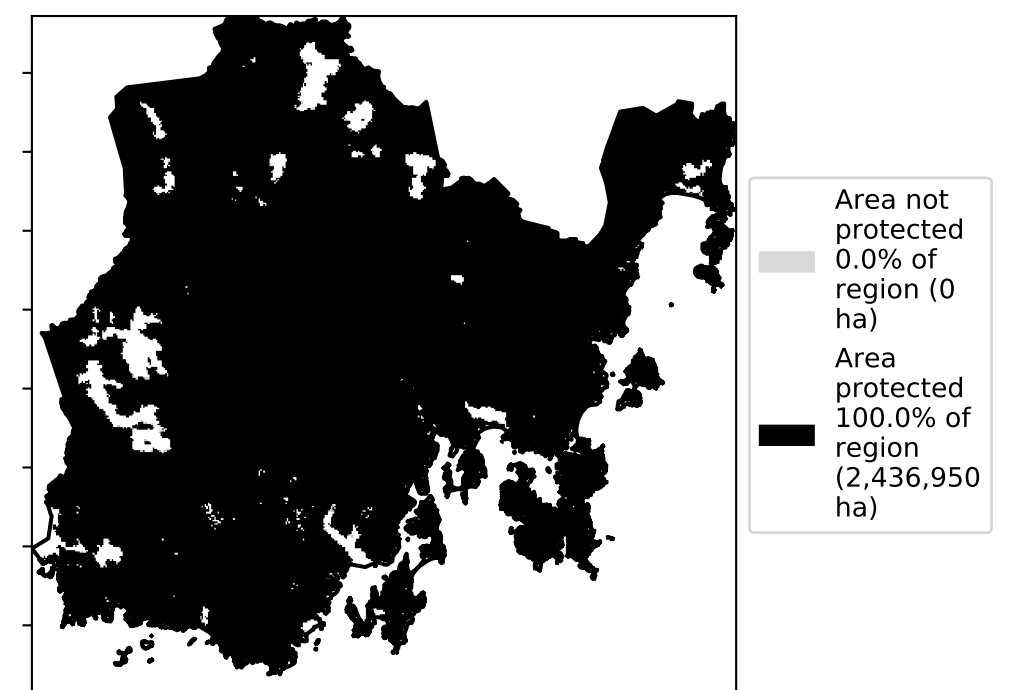 Area not
protected
0.0% of
region (0
ha)
Area
protected
100.0% of
region
(2,436,950
ha)